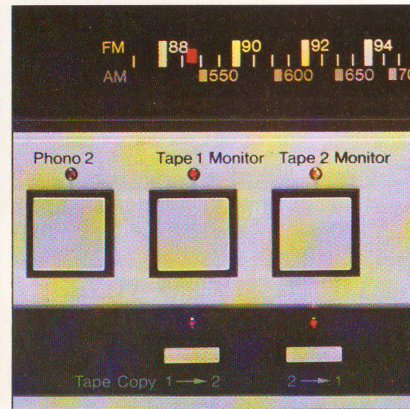 FM 88 90 92 94
AM 550 600 650 70
Phono 2 Tape 1 Monitor Tape 2 Monitor
Tape Copy 1 → 2 2 → 1